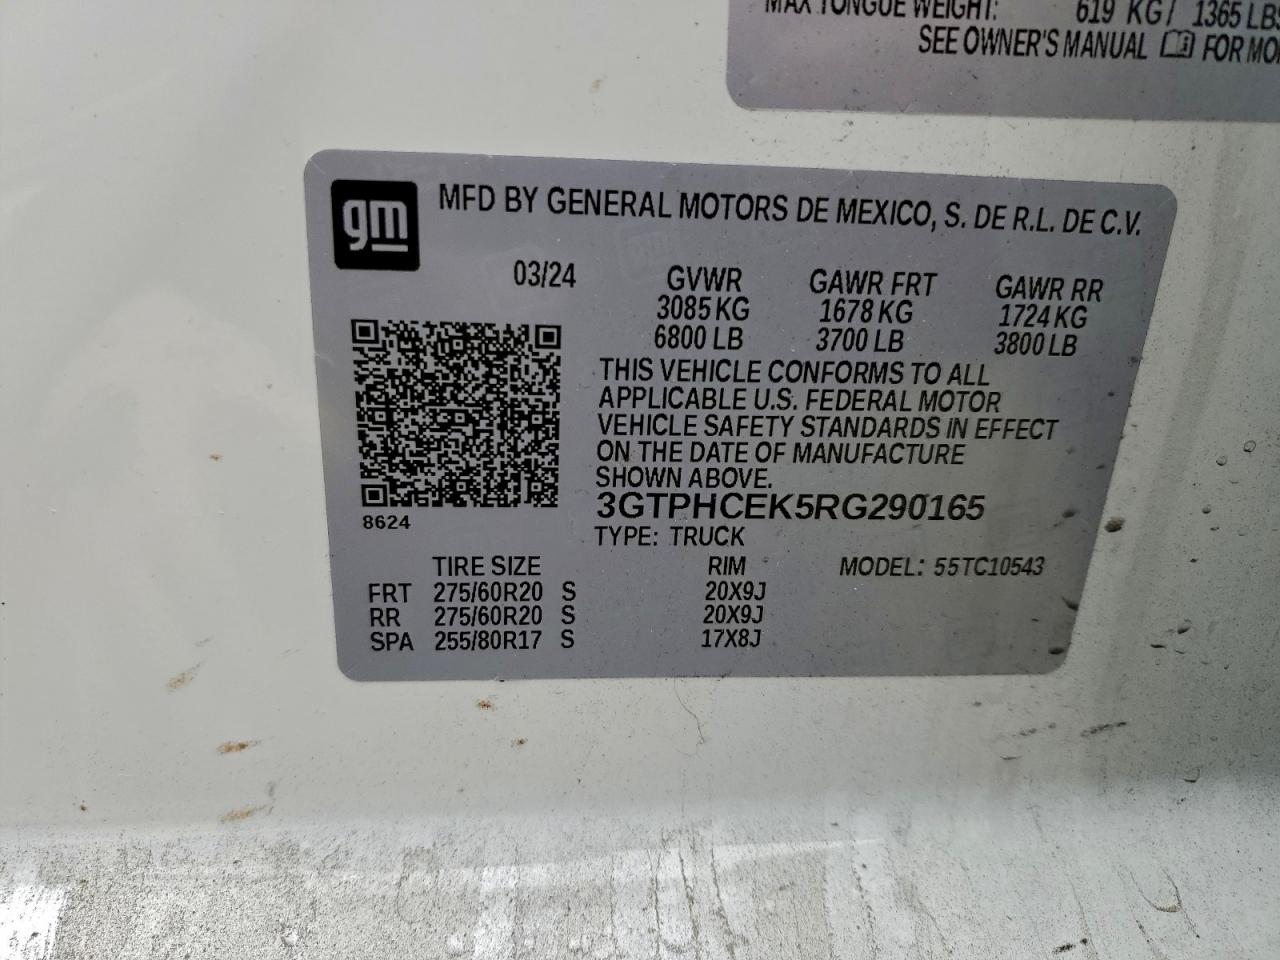 MAX TONGUE WEIGHT: 619 KG / 1365 LBS
SEE OWNER'S MANUAL FOR MO
gm
MFD BY GENERAL MOTORS DE MEXICO, S. DE R.L. DE C.V.
03/24 GVWR GAWR FRT GAWR RR
3085 KG 1678 KG 1724 KG
6800 LB 3700 LB 3800 LB
THIS VEHICLE CONFORMS TO ALL
APPLICABLE U.S. FEDERAL MOTOR
VEHICLE SAFETY STANDARDS IN EFFECT
ON THE DATE OF MANUFACTURE
SHOWN ABOVE.
3GTPHCEK5RG290165
8624
TYPE: TRUCK
TIRE SIZE RIM MODEL: 55TC10543
FRT 275/60R20 S 20X9J
RR 275/60R20 S 20X9J
SPA 255/80R17 S 17X8J